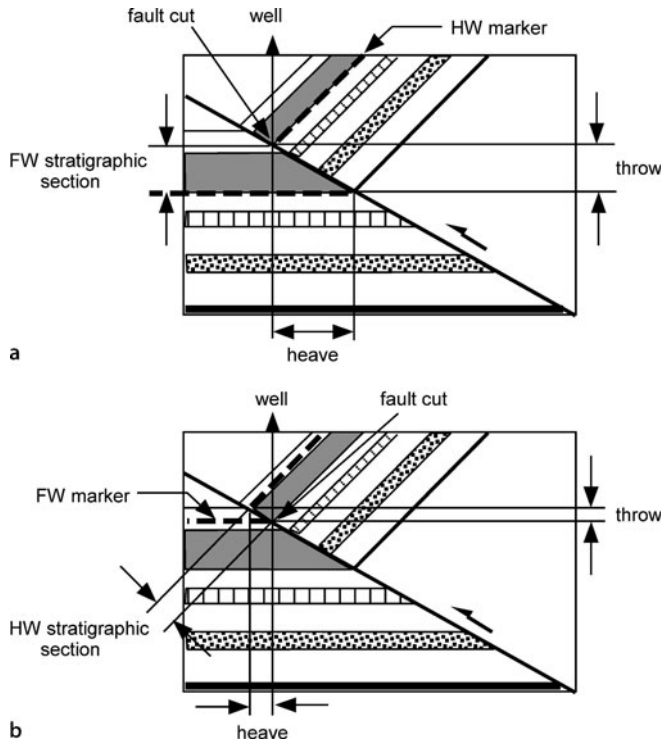 fault cut
well
HW marker
FW stratigraphic
section
throw
heave
a
well
fault cut
FW marker
throw
HW stratigraphic
section
heave
b